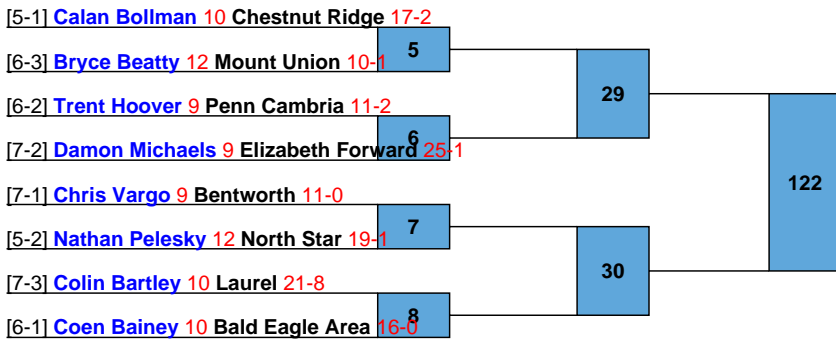 [5-1] Calan Bollman 10 Chestnut Ridge 17-2
5
[6-3] Bryce Beatty 12 Mount Union 10-1
29
[6-2] Trent Hoover 9 Penn Cambria 11-2
6
[7-2] Damon Michaels 9 Elizabeth Forward 25-1
122
[7-1] Chris Vargo 9 Bentworth 11-0
7
[5-2] Nathan Pelesky 12 North Star 19-1
30
[7-3] Colin Bartley 10 Laurel 21-8
8
[6-1] Coen Bainey 10 Bald Eagle Area 16-0